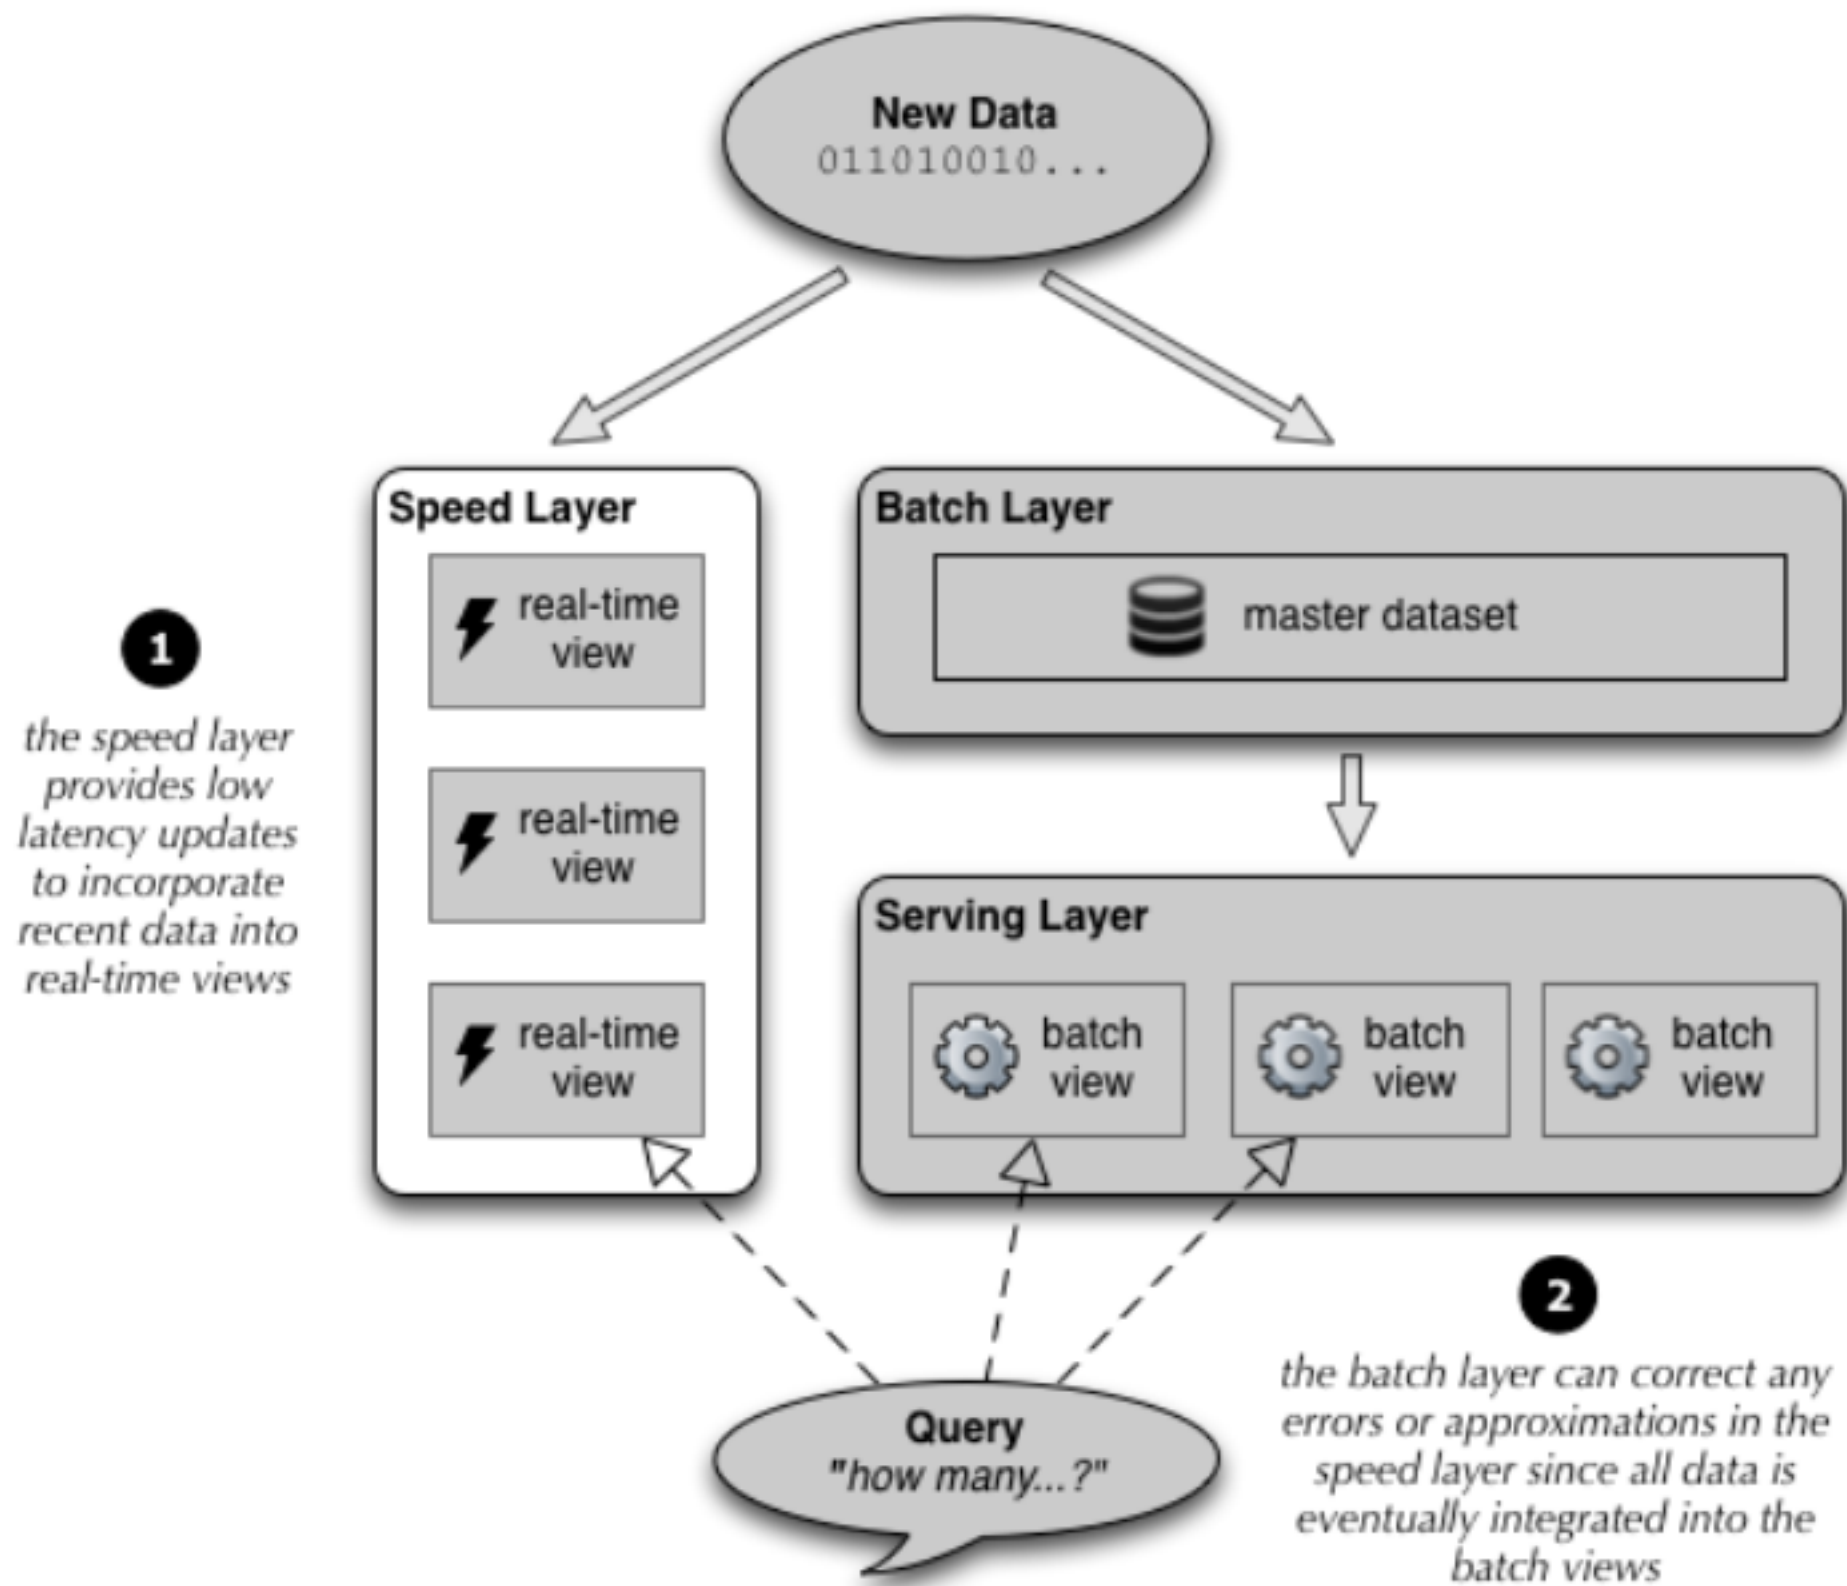 New Data
011010010...
Speed Layer
real-time
view
real-time
view
real-time
view
1
the speed layer
provides low
latency updates
to incorporate
recent data into
real-time views
Batch Layer
master dataset
Serving Layer
batch
view
batch
view
batch
view
Query
"how many...?"
2
the batch layer can correct any
errors or approximations in the
speed layer since all data is
eventually integrated into the
batch views